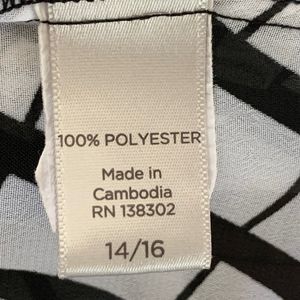 100% POLYESTER
Made in
Cambodia
RN 138302
14/16